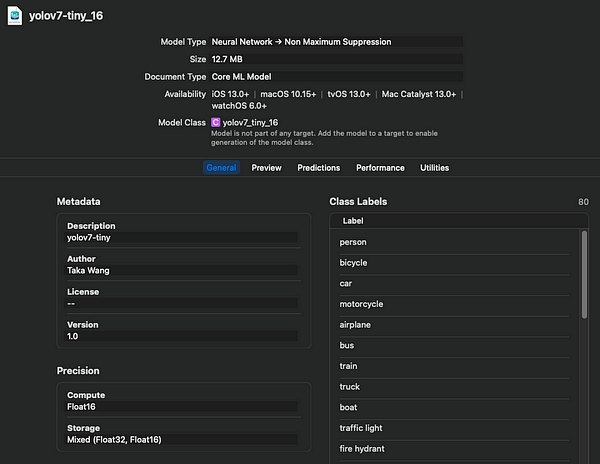 yolov7-tiny_16
Model Type Neural Network → Non Maximum Suppression
Size 12.7 MB
Document Type Core ML Model
Availability iOS 13.0+ | macOS 10.15+ | tvOS 13.0+ | Mac Catalyst 13.0+ |
watchOS 6.0+
Model Class C yolov7_tiny_16
Model is not part of any target. Add the model to a target to enable
generation of the model class.
General Preview Predictions Performance Utilities
Metadata
Description
yolov7-tiny
Author
Taka Wang
License
--
Version
1.0
Precision
Compute
Float16
Storage
Mixed (Float32, Float16)
Class Labels 80
Label
person
bicycle
car
motorcycle
airplane
bus
train
truck
boat
traffic light
fire hydrant